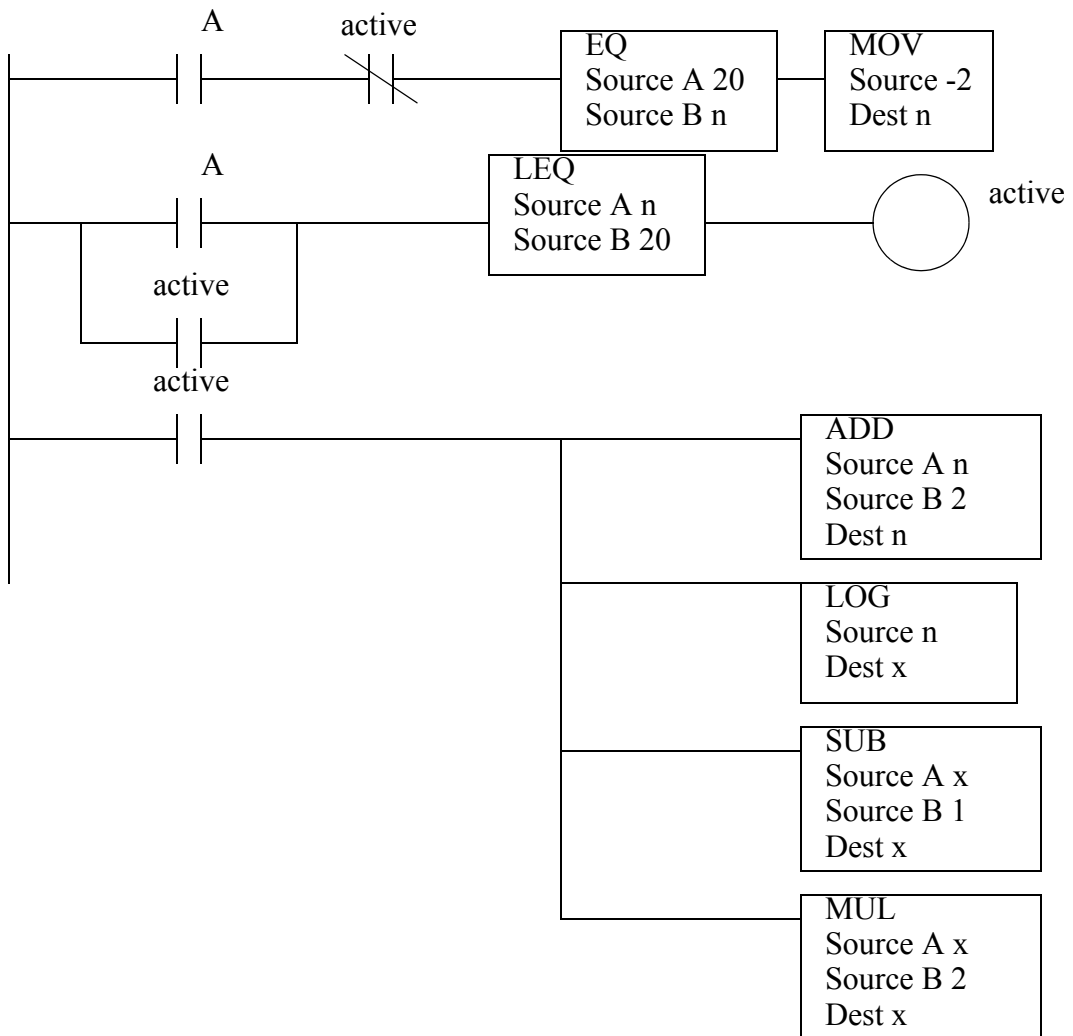 A
active
EQ
Source A 20
Source B n
MOV
Source -2
Dest n
A
LEQ
Source A n
Source B 20
active
active
active
ADD
Source A n
Source B 2
Dest n
LOG
Source n
Dest x
SUB
Source A x
Source B 1
Dest x
MUL
Source A x
Source B 2
Dest x